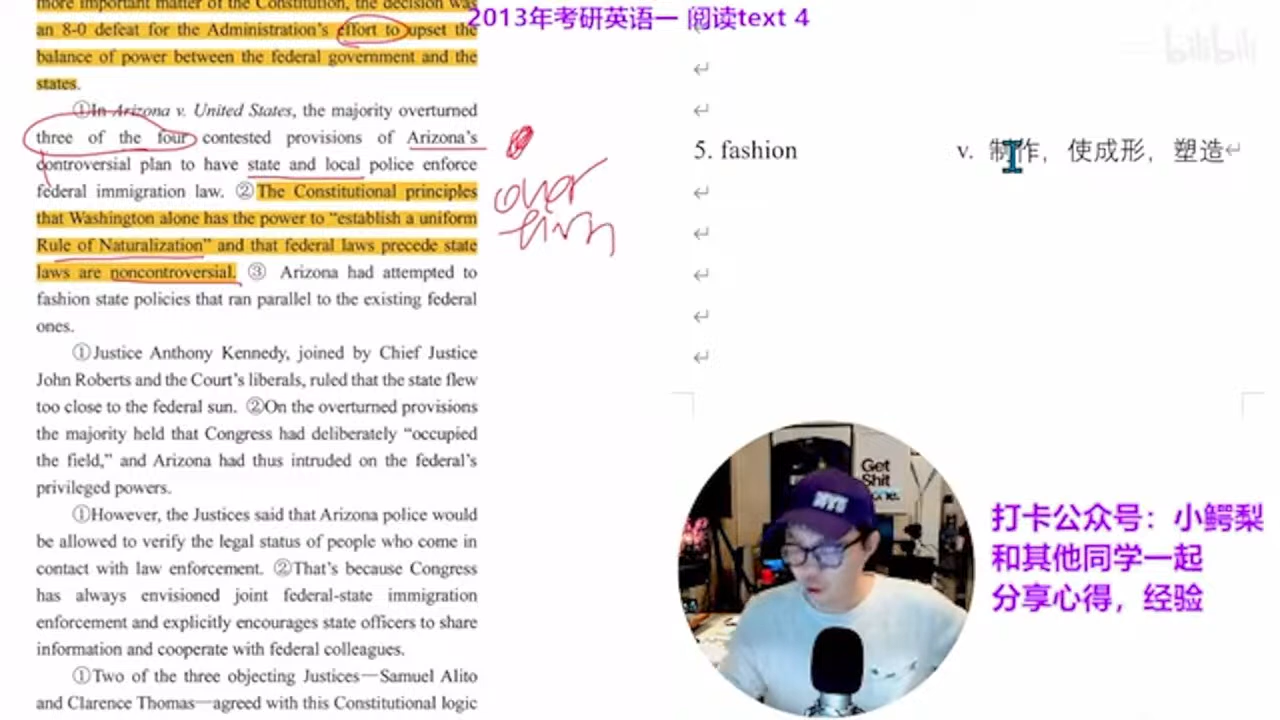 2013年考研英语一 阅读text 4
bilibili
more important matter of the Constitution, the decision was
an 8-0 defeat for the Administration's effort to upset the
balance of power between the federal government and the
states.
①In Arizona v. United States, the majority overturned
three of the four contested provisions of Arizona's
controversial plan to have state and local police enforce
federal immigration law. ②The Constitutional principles
that Washington alone has the power to "establish a uniform
Rule of Naturalization" and that federal laws precede state
laws are noncontroversial. ③ Arizona had attempted to
fashion state policies that ran parallel to the existing federal
ones.
①Justice Anthony Kennedy, joined by Chief Justice
John Roberts and the Court's liberals, ruled that the state flew
too close to the federal sun. ②On the overturned provisions
the majority held that Congress had deliberately "occupied
the field," and Arizona had thus intruded on the federal's
privileged powers.
①However, the Justices said that Arizona police would
be allowed to verify the legal status of people who come in
contact with law enforcement. ②That's because Congress
has always envisioned joint federal-state immigration
enforcement and explicitly encourages state officers to share
information and cooperate with federal colleagues.
①Two of the three objecting Justices—Samuel Alito
and Clarence Thomas—agreed with this Constitutional logic
over
5. fashion v. 制作，使成形，塑造
Get
Shit
NYU
打卡公众号：小鳄梨
和其他同学一起
分享心得，经验